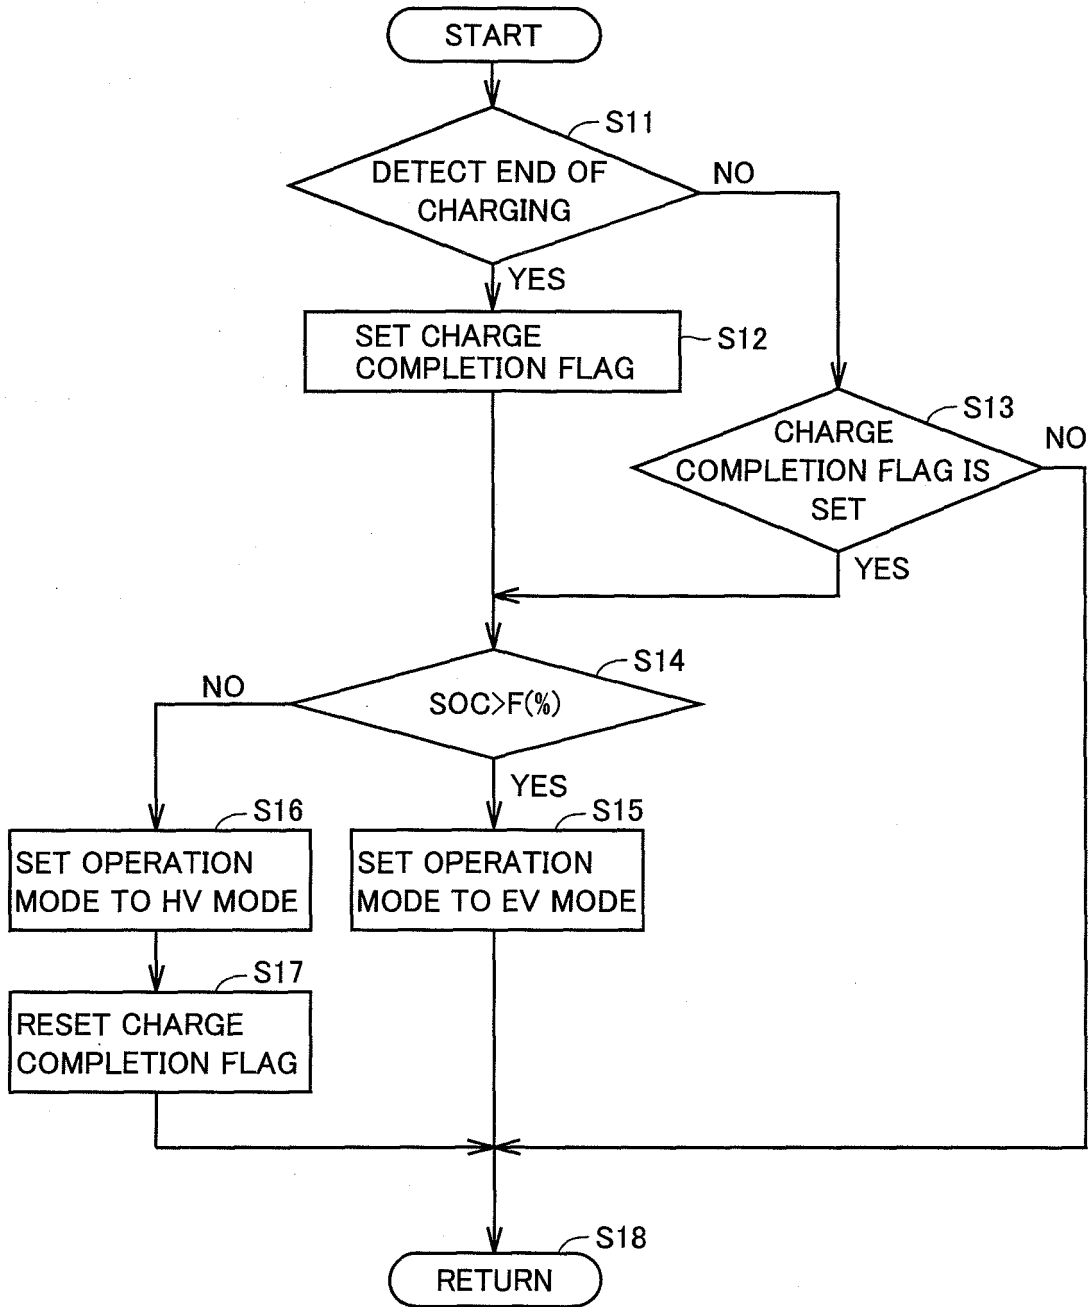 START
S11
DETECT END OF
CHARGING
NO
YES
SET CHARGE
COMPLETION FLAG
S12
S13
CHARGE
COMPLETION FLAG IS
SET
NO
YES
S14
SOC>F(%)
NO
YES
S16
SET OPERATION
MODE TO HV MODE
S15
SET OPERATION
MODE TO EV MODE
S17
RESET CHARGE
COMPLETION FLAG
S18
RETURN